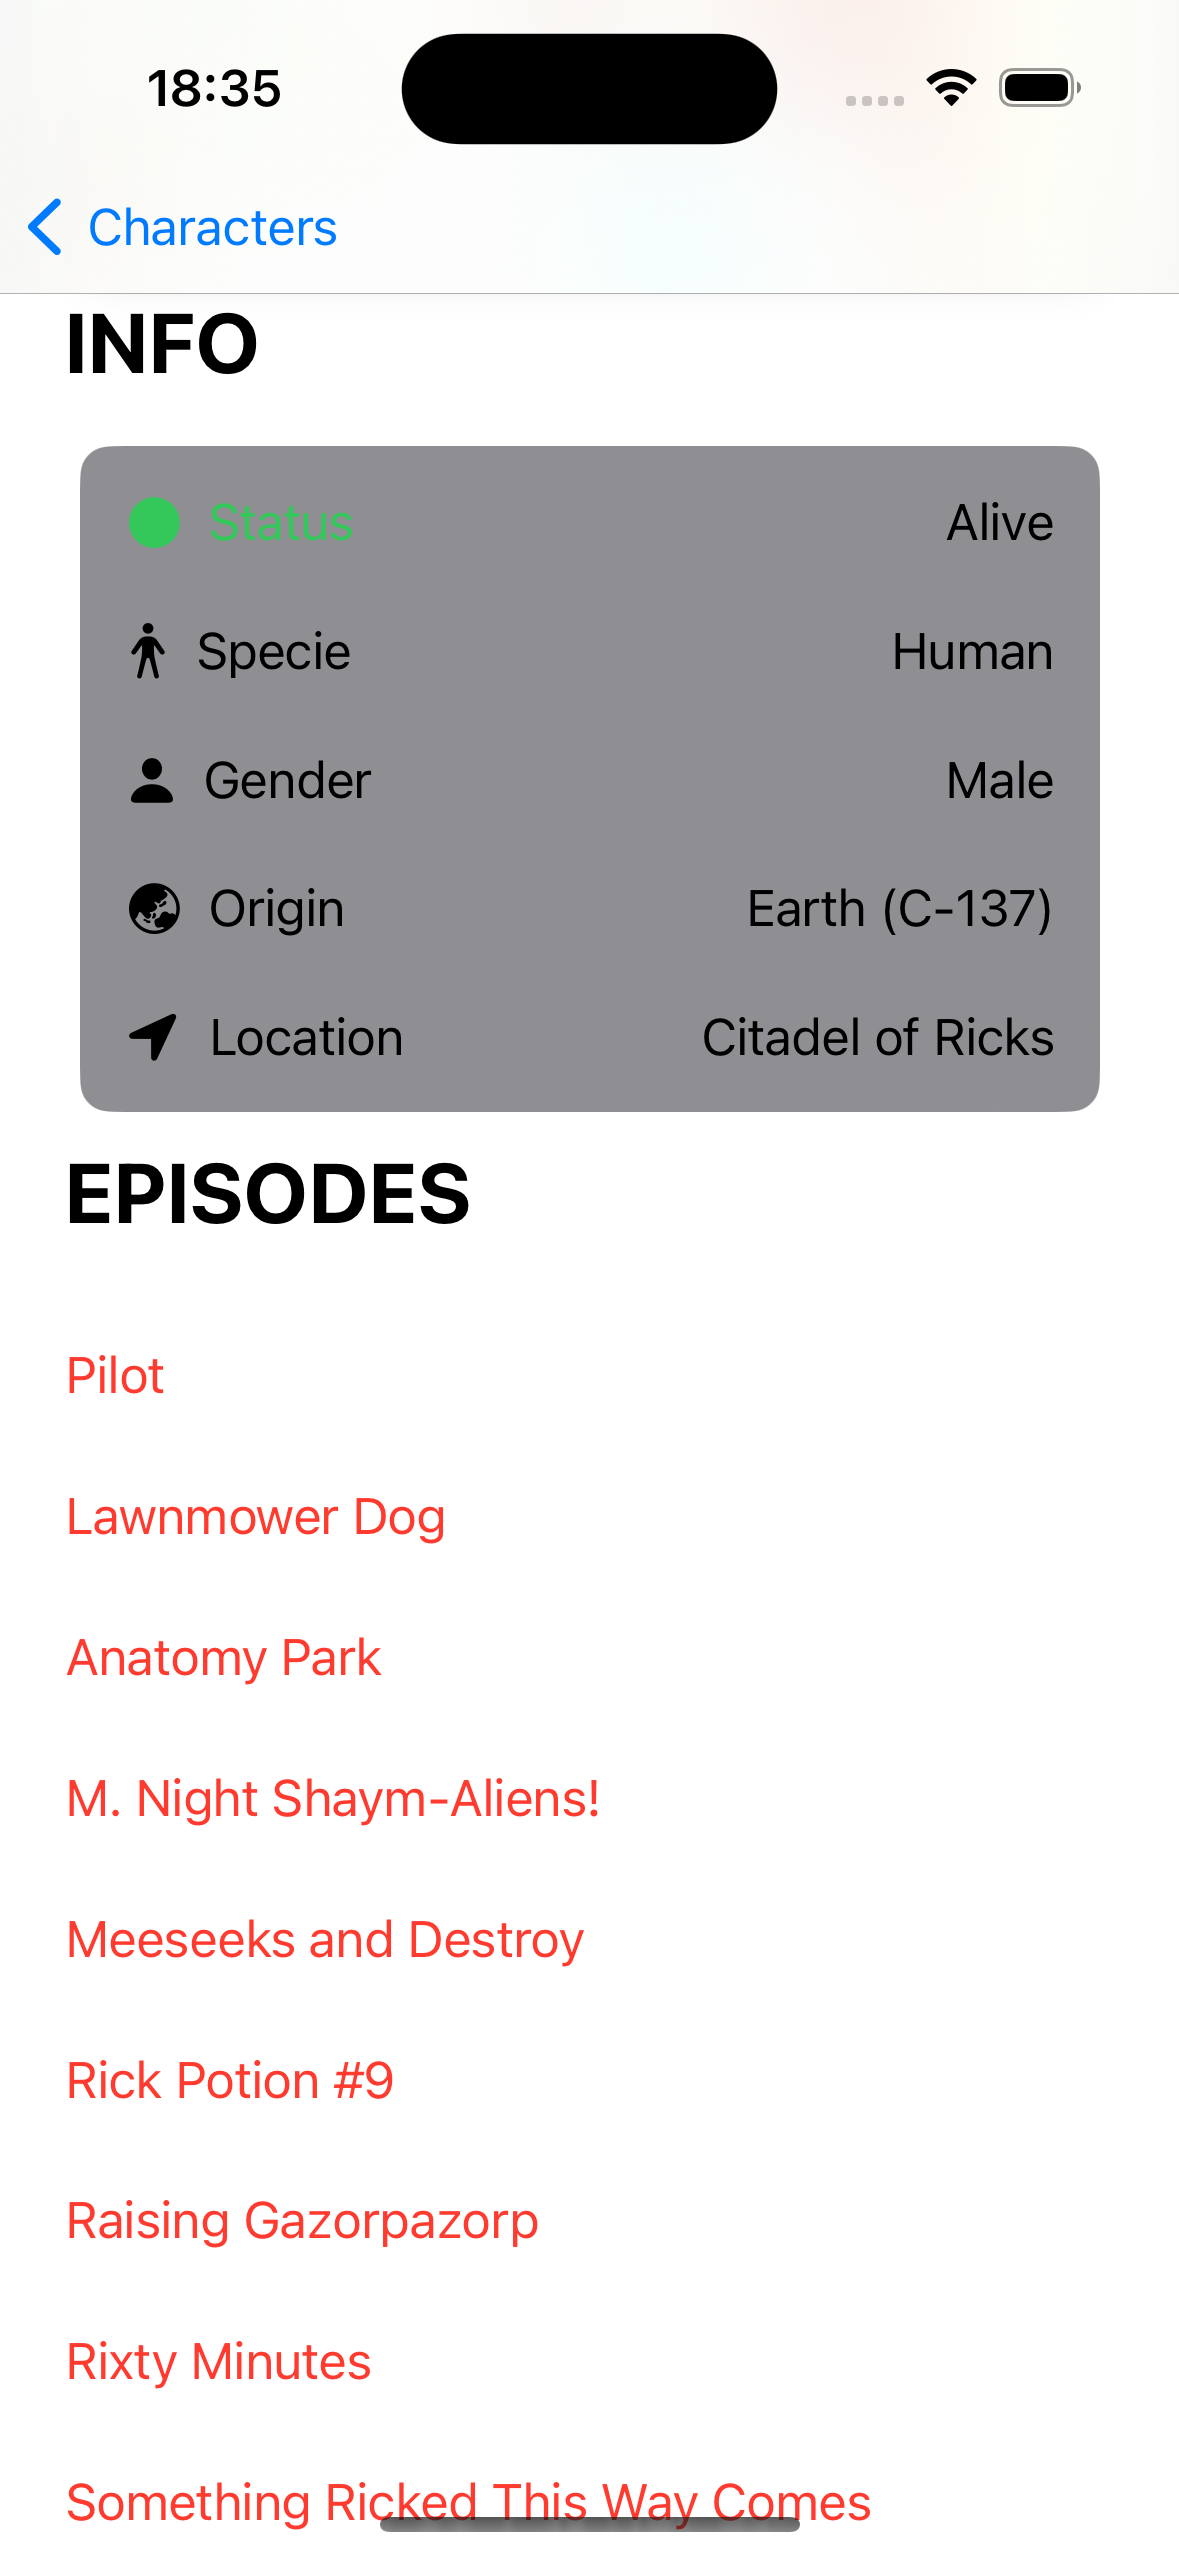 18:35
Characters
INFO
Status Alive
Specie Human
Gender Male
Origin Earth (C-137)
Location Citadel of Ricks
EPISODES
Pilot
Lawnmower Dog
Anatomy Park
M. Night Shaym-Aliens!
Meeseeks and Destroy
Rick Potion #9
Raising Gazorpazorp
Rixty Minutes
Something Ricked This Way Comes